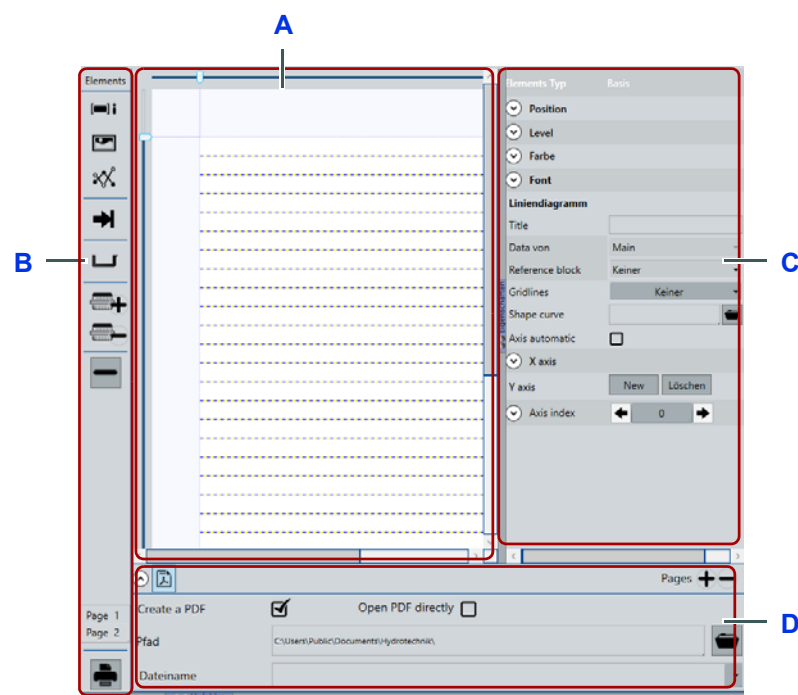 A
Elements
Elements Typ Basis
Position
Level
Farbe
Font
Liniendiagramm
Title
B
Data von Main
C
Reference block Keiner
Gridlines Keiner
Shape curve
Axis automatic
X axis
Y axis New Löschen
Axis index 0
Pages
Page 1
Create a PDF Open PDF directly
D
Page 2
Pfad C:\Users\Public\Documents\Hydrotechnik\
Dateiname